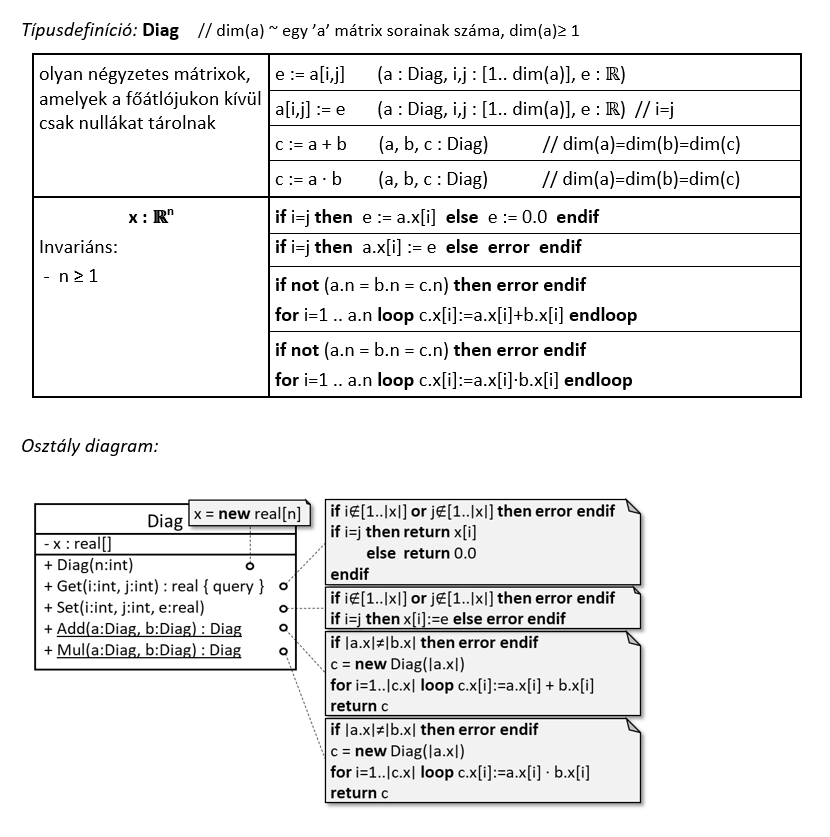 Típusdefiníció: Diag // dim(a) ~ egy ’a’ mátrix sorainak száma, dim(a)≥ 1
olyan négyzetes mátrixok,
amelyek a főátlójukon kívül
csak nullákat tárolnak
e := a[i,j] (a : Diag, i,j : [1.. dim(a)], e : ℝ)
a[i,j] := e (a : Diag, i,j : [1.. dim(a)], e : ℝ) // i=j
c := a + b (a, b, c : Diag) // dim(a)=dim(b)=dim(c)
c := a · b (a, b, c : Diag) // dim(a)=dim(b)=dim(c)
x : ℝⁿ
Invariáns:
- n ≥ 1
if i=j then e := a.x[i] else e := 0.0 endif
if i=j then a.x[i] := e else error endif
if not (a.n = b.n = c.n) then error endif
for i=1 .. a.n loop c.x[i]:=a.x[i]+b.x[i] endloop
if not (a.n = b.n = c.n) then error endif
for i=1 .. a.n loop c.x[i]:=a.x[i]·b.x[i] endloop
Osztály diagram:
Diag
x = new real[n]
- x : real[]
+ Diag(n:int)
+ Get(i:int, j:int) : real { query }
+ Set(i:int, j:int, e:real)
+ Add(a:Diag, b:Diag) : Diag
+ Mul(a:Diag, b:Diag) : Diag
if i∉[1..|x|] or j∉[1..|x|] then error endif
if i=j then return x[i]
else return 0.0
endif
if i∉[1..|x|] or j∉[1..|x|] then error endif
if i=j then x[i]:=e else error endif
if |a.x|≠|b.x| then error endif
c = new Diag(|a.x|)
for i=1..|c.x| loop c.x[i]:=a.x[i] + b.x[i]
return c
if |a.x|≠|b.x| then error endif
c = new Diag(|a.x|)
for i=1..|c.x| loop c.x[i]:=a.x[i] · b.x[i]
return c